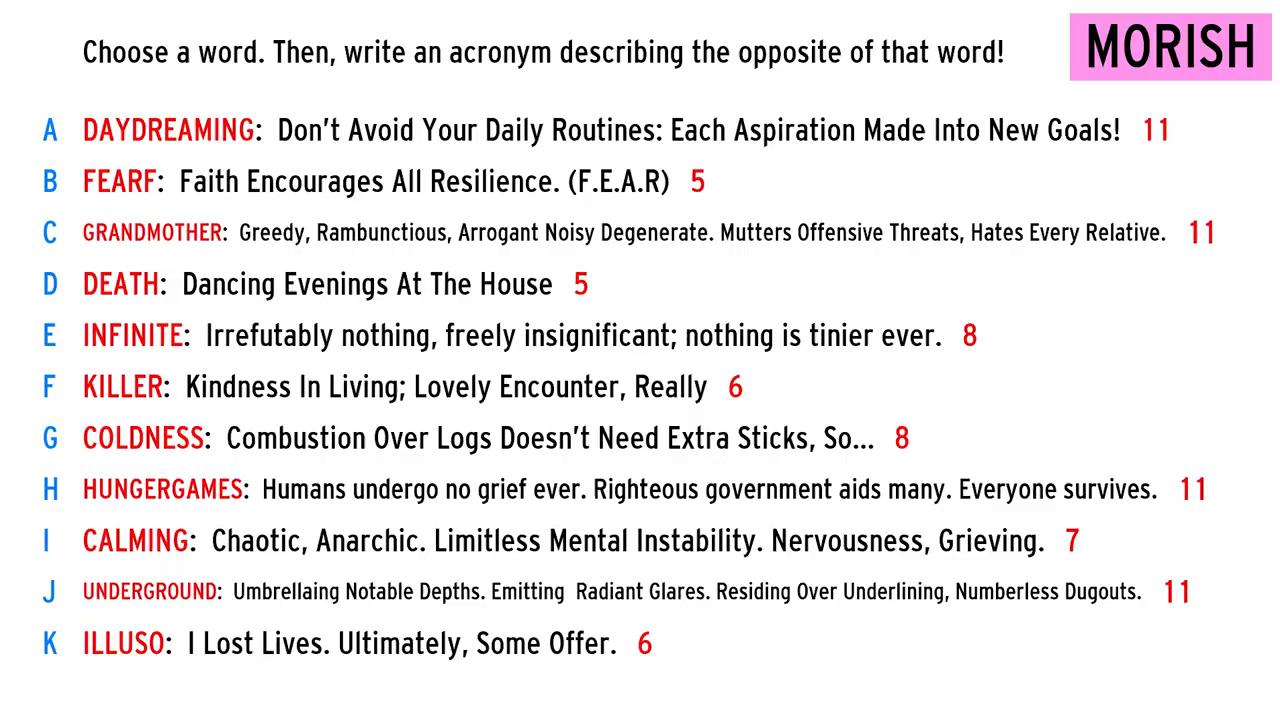 Choose a word. Then, write an acronym describing the opposite of that word!
MORISH
A DAYDREAMING: Don't Avoid Your Daily Routines: Each Aspiration Made Into New Goals! 11
B FEARF: Faith Encourages All Resilience. (F.E.A.R) 5
C GRANDMOTHER: Greedy, Rambunctious, Arrogant Noisy Degenerate. Mutters Offensive Threats, Hates Every Relative. 11
D DEATH: Dancing Evenings At The House 5
E INFINITE: Irrefutably nothing, freely insignificant; nothing is tinier ever. 8
F KILLER: Kindness In Living; Lovely Encounter, Really 6
G COLDNESS: Combustion Over Logs Doesn't Need Extra Sticks, So... 8
H HUNGERGAMES: Humans undergo no grief ever. Righteous government aids many. Everyone survives. 11
I CALMING: Chaotic, Anarchic. Limitless Mental Instability. Nervousness, Grieving. 7
J UNDERGROUND: Umbrellaing Notable Depths. Emitting Radiant Glares. Residing Over Underlining, Numberless Dugouts. 11
K ILLUSO: I Lost Lives. Ultimately, Some Offer. 6